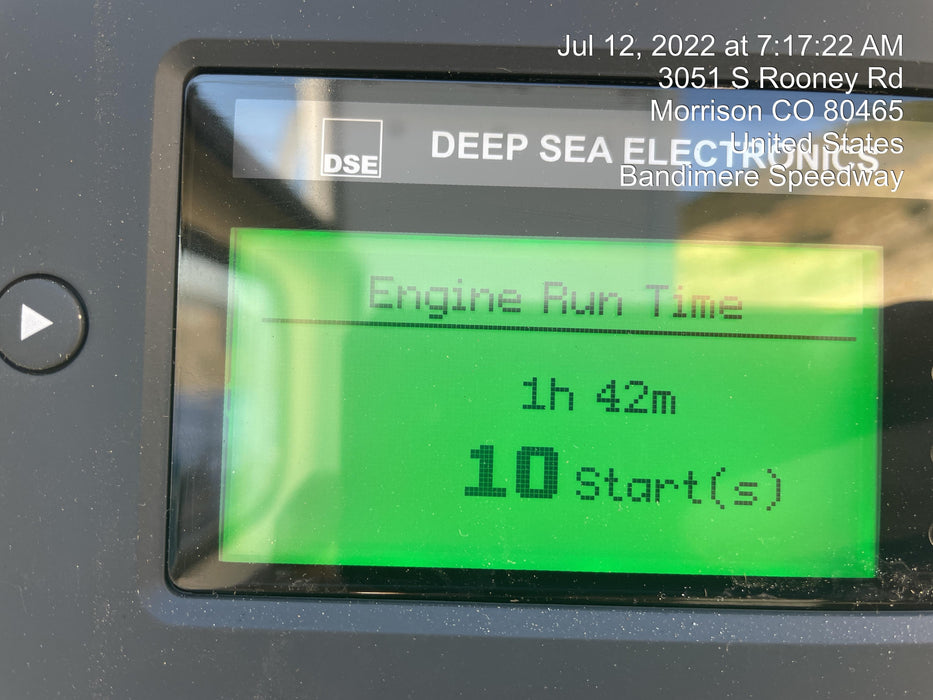 Jul 12, 2022 at 7:17:22 AM
3051 S Rooney Rd
Morrison CO 80465
United States
Bandimere Speedway
DSE
DEEP SEA ELECTRONICS
Engine Run Time
1h 42m
10 Start(s)